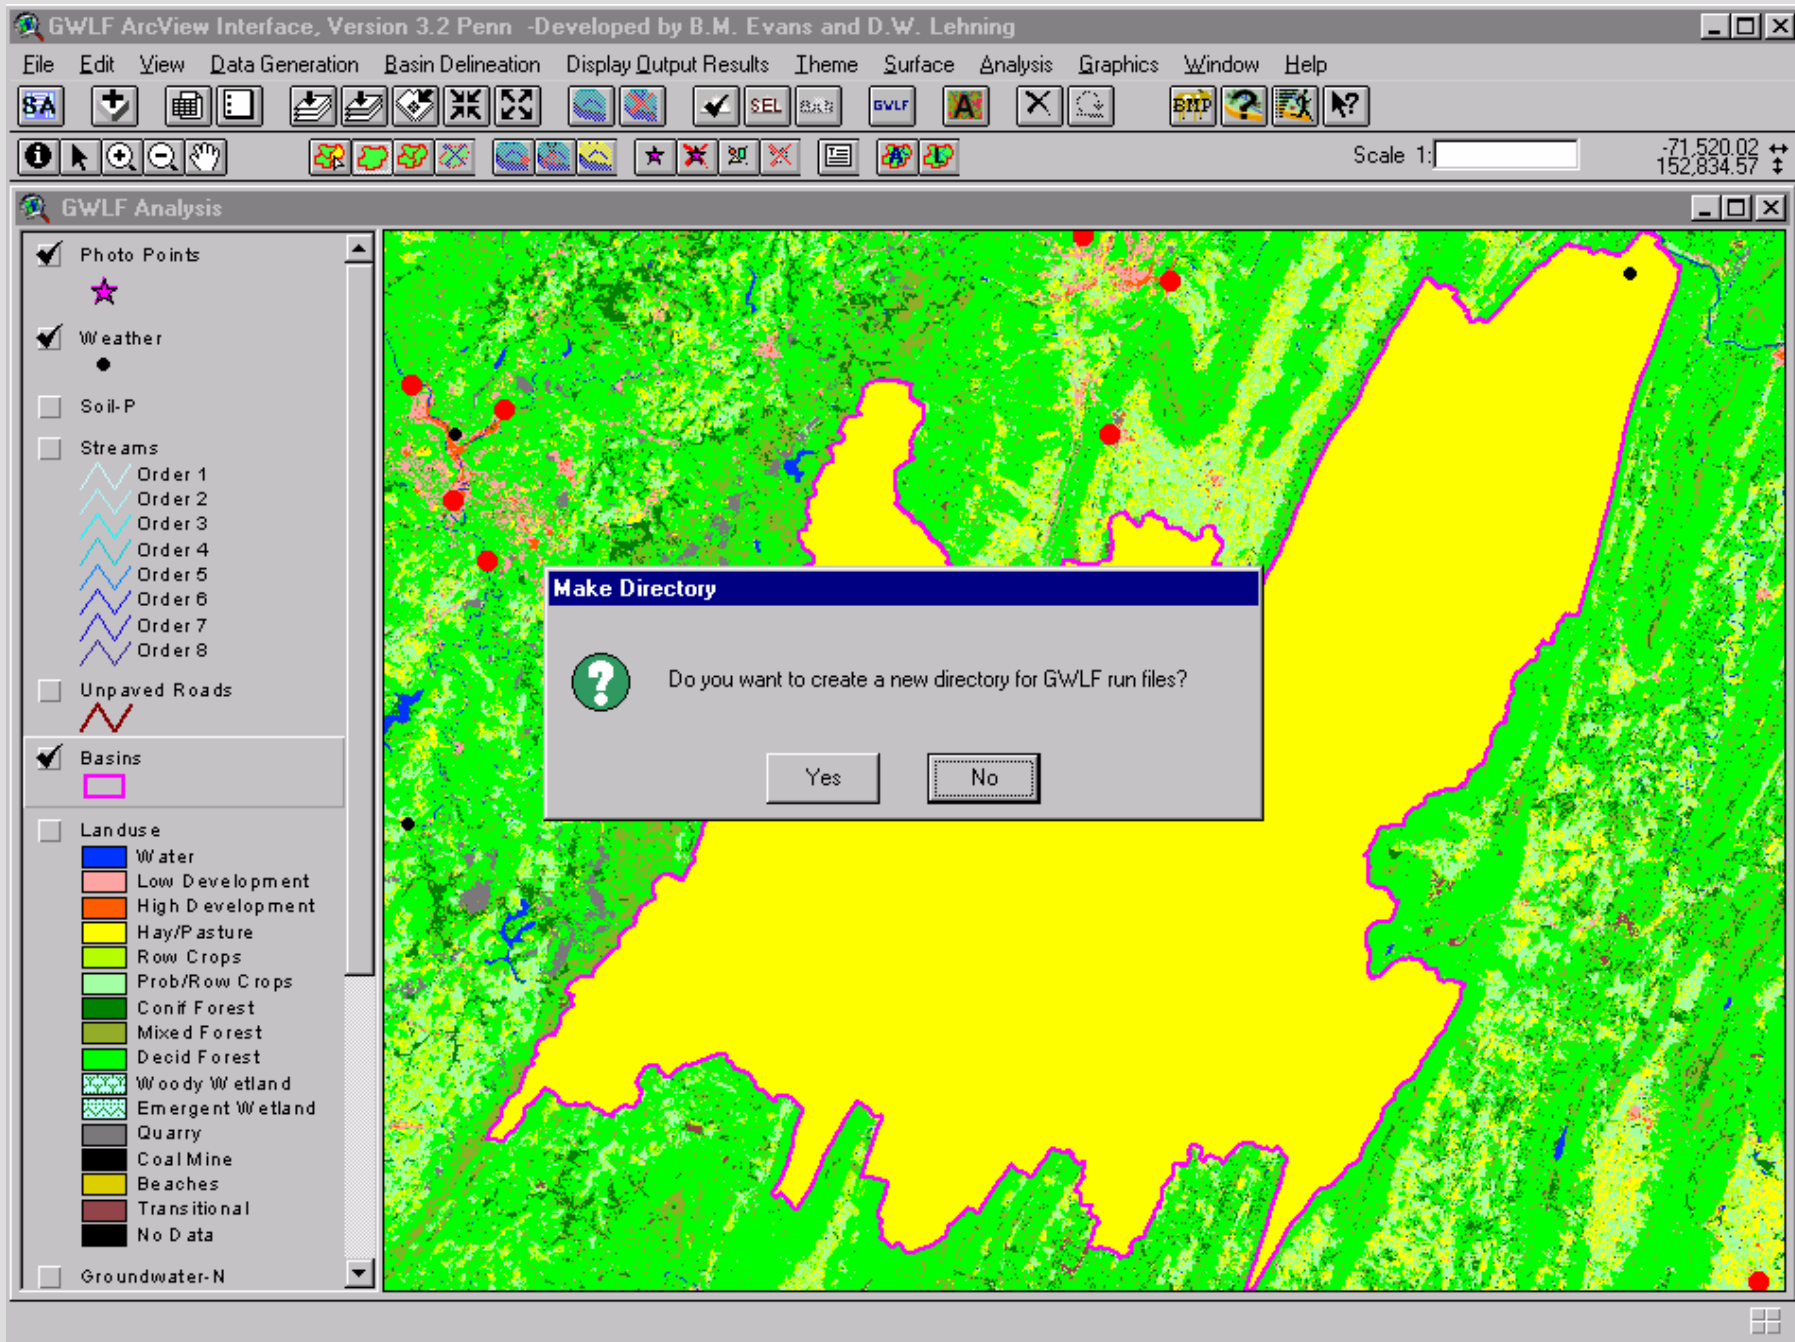 GWLF ArcView Interface, Version 3.2 Penn -Developed by B.M. Evans and D.W. Lehning
File Edit View Data Generation Basin Delineation Display Output Results Theme Surface Analysis Graphics Window Help
SA SEL GWLF A BMP ? ?
A L Scale 1: -71,520.02
152,834.57
GWLF Analysis
Photo Points
Weather
Soil-P
Streams
Order 1
Order 2
Order 3
Order 4
Order 5
Order 6
Order 7
Order 8
Unpaved Roads
Basins
Landuse
Water
Low Development
High Development
Hay/Pasture
Row Crops
Prob/Row Crops
Conif Forest
Mixed Forest
Decid Forest
Woody Wetland
Emergent Wetland
Quarry
Coal Mine
Beaches
Transitional
No Data
Groundwater-N
Make Directory
Do you want to create a new directory for GWLF run files?
Yes No